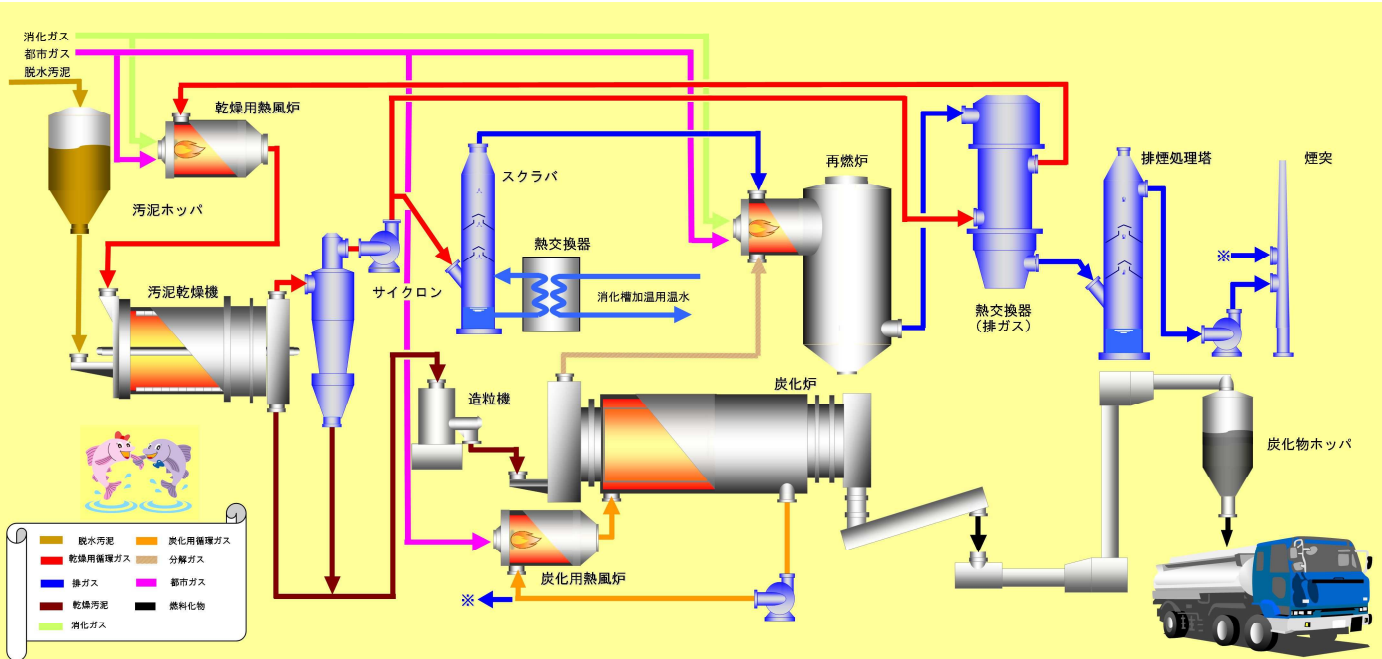 消化ガス
都市ガス
脱水汚泥
乾燥用熱風炉
汚泥ホッパ
汚泥乾燥機
サイクロン
スクラバ
熱交換器
消化槽加温用温水
再燃炉
熱交換器
（排ガス）
排煙処理塔
煙突
※
造粒機
炭化炉
炭化物ホッパ
炭化用熱風炉
※
脱水汚泥
炭化用循環ガス
乾燥用循環ガス
分解ガス
排ガス
都市ガス
乾燥汚泥
燃料化物
消化ガス